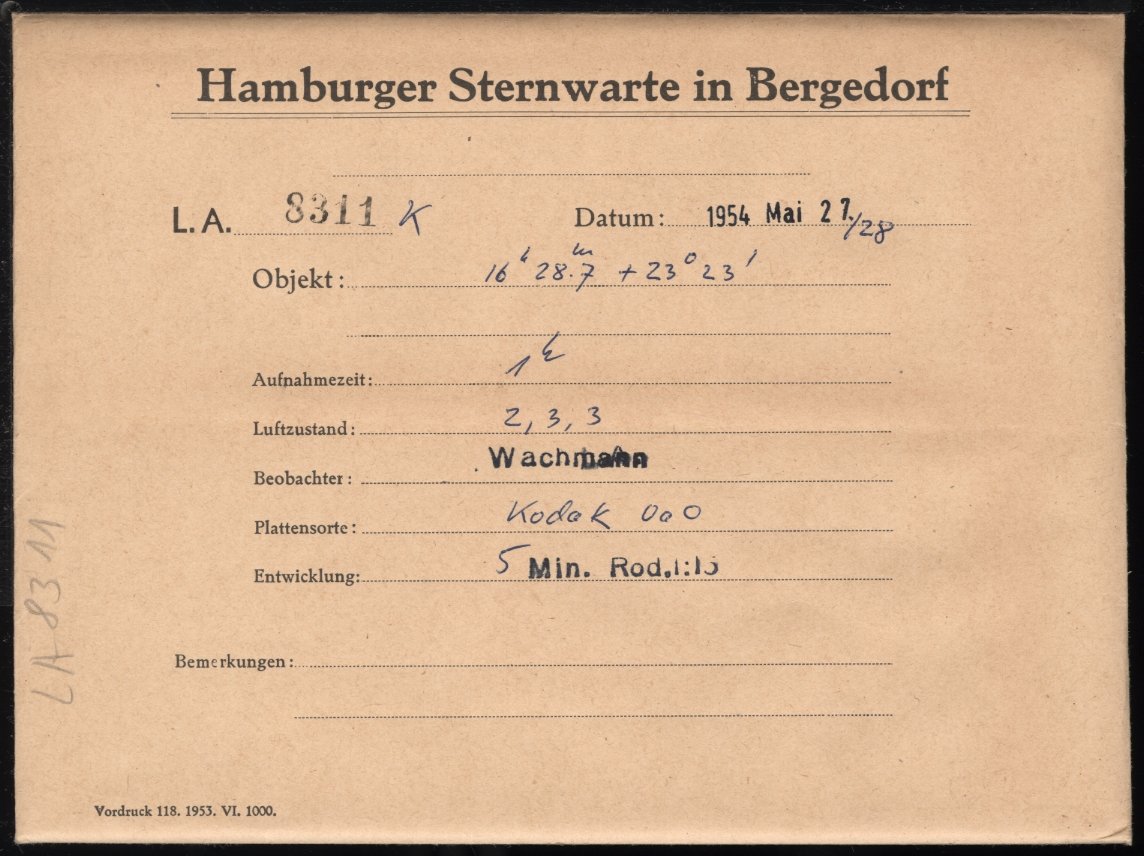 Hamburger Sternwarte in Bergedorf
L. A. 8311 K Datum: 1954 Mai 27./28
Objekt: 16h 28.7m + 23° 23'
Aufnahmezeit: 1h
Luftzustand: 2, 3, 3
Beobachter: Wachmann
Plattensorte: Kodak OaO
Entwicklung: 5 Min. Rod.1:15
Bemerkungen:
Vordruck 118. 1953. VI. 1000.
LA 8311